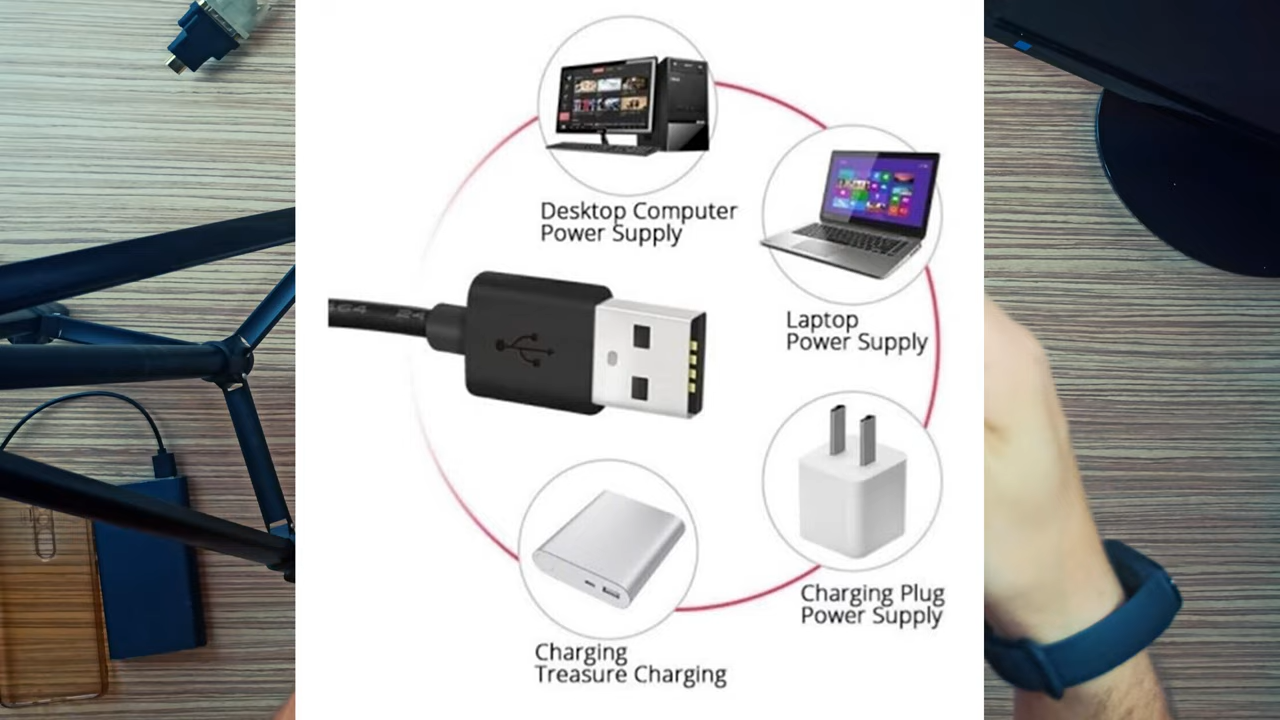 Desktop Computer
Power Supply
Laptop
Power Supply
Charging Plug
Power Supply
Charging
Treasure Charging